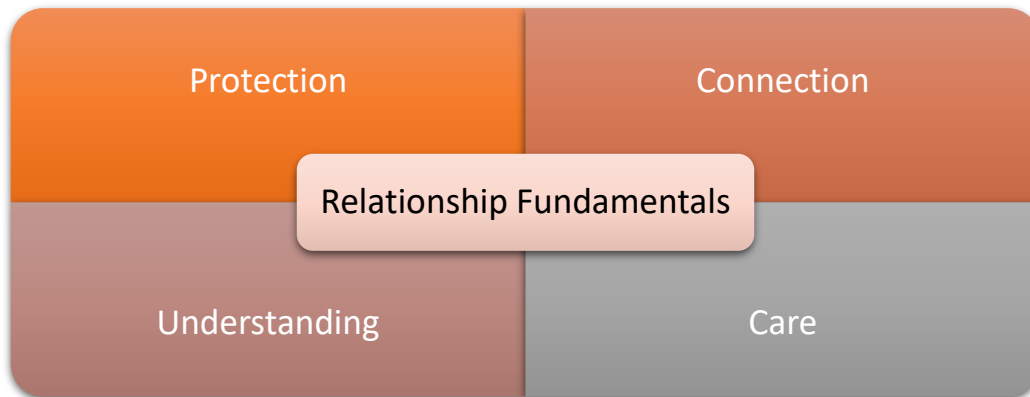 Protection
Connection
Relationship Fundamentals
Understanding
Care